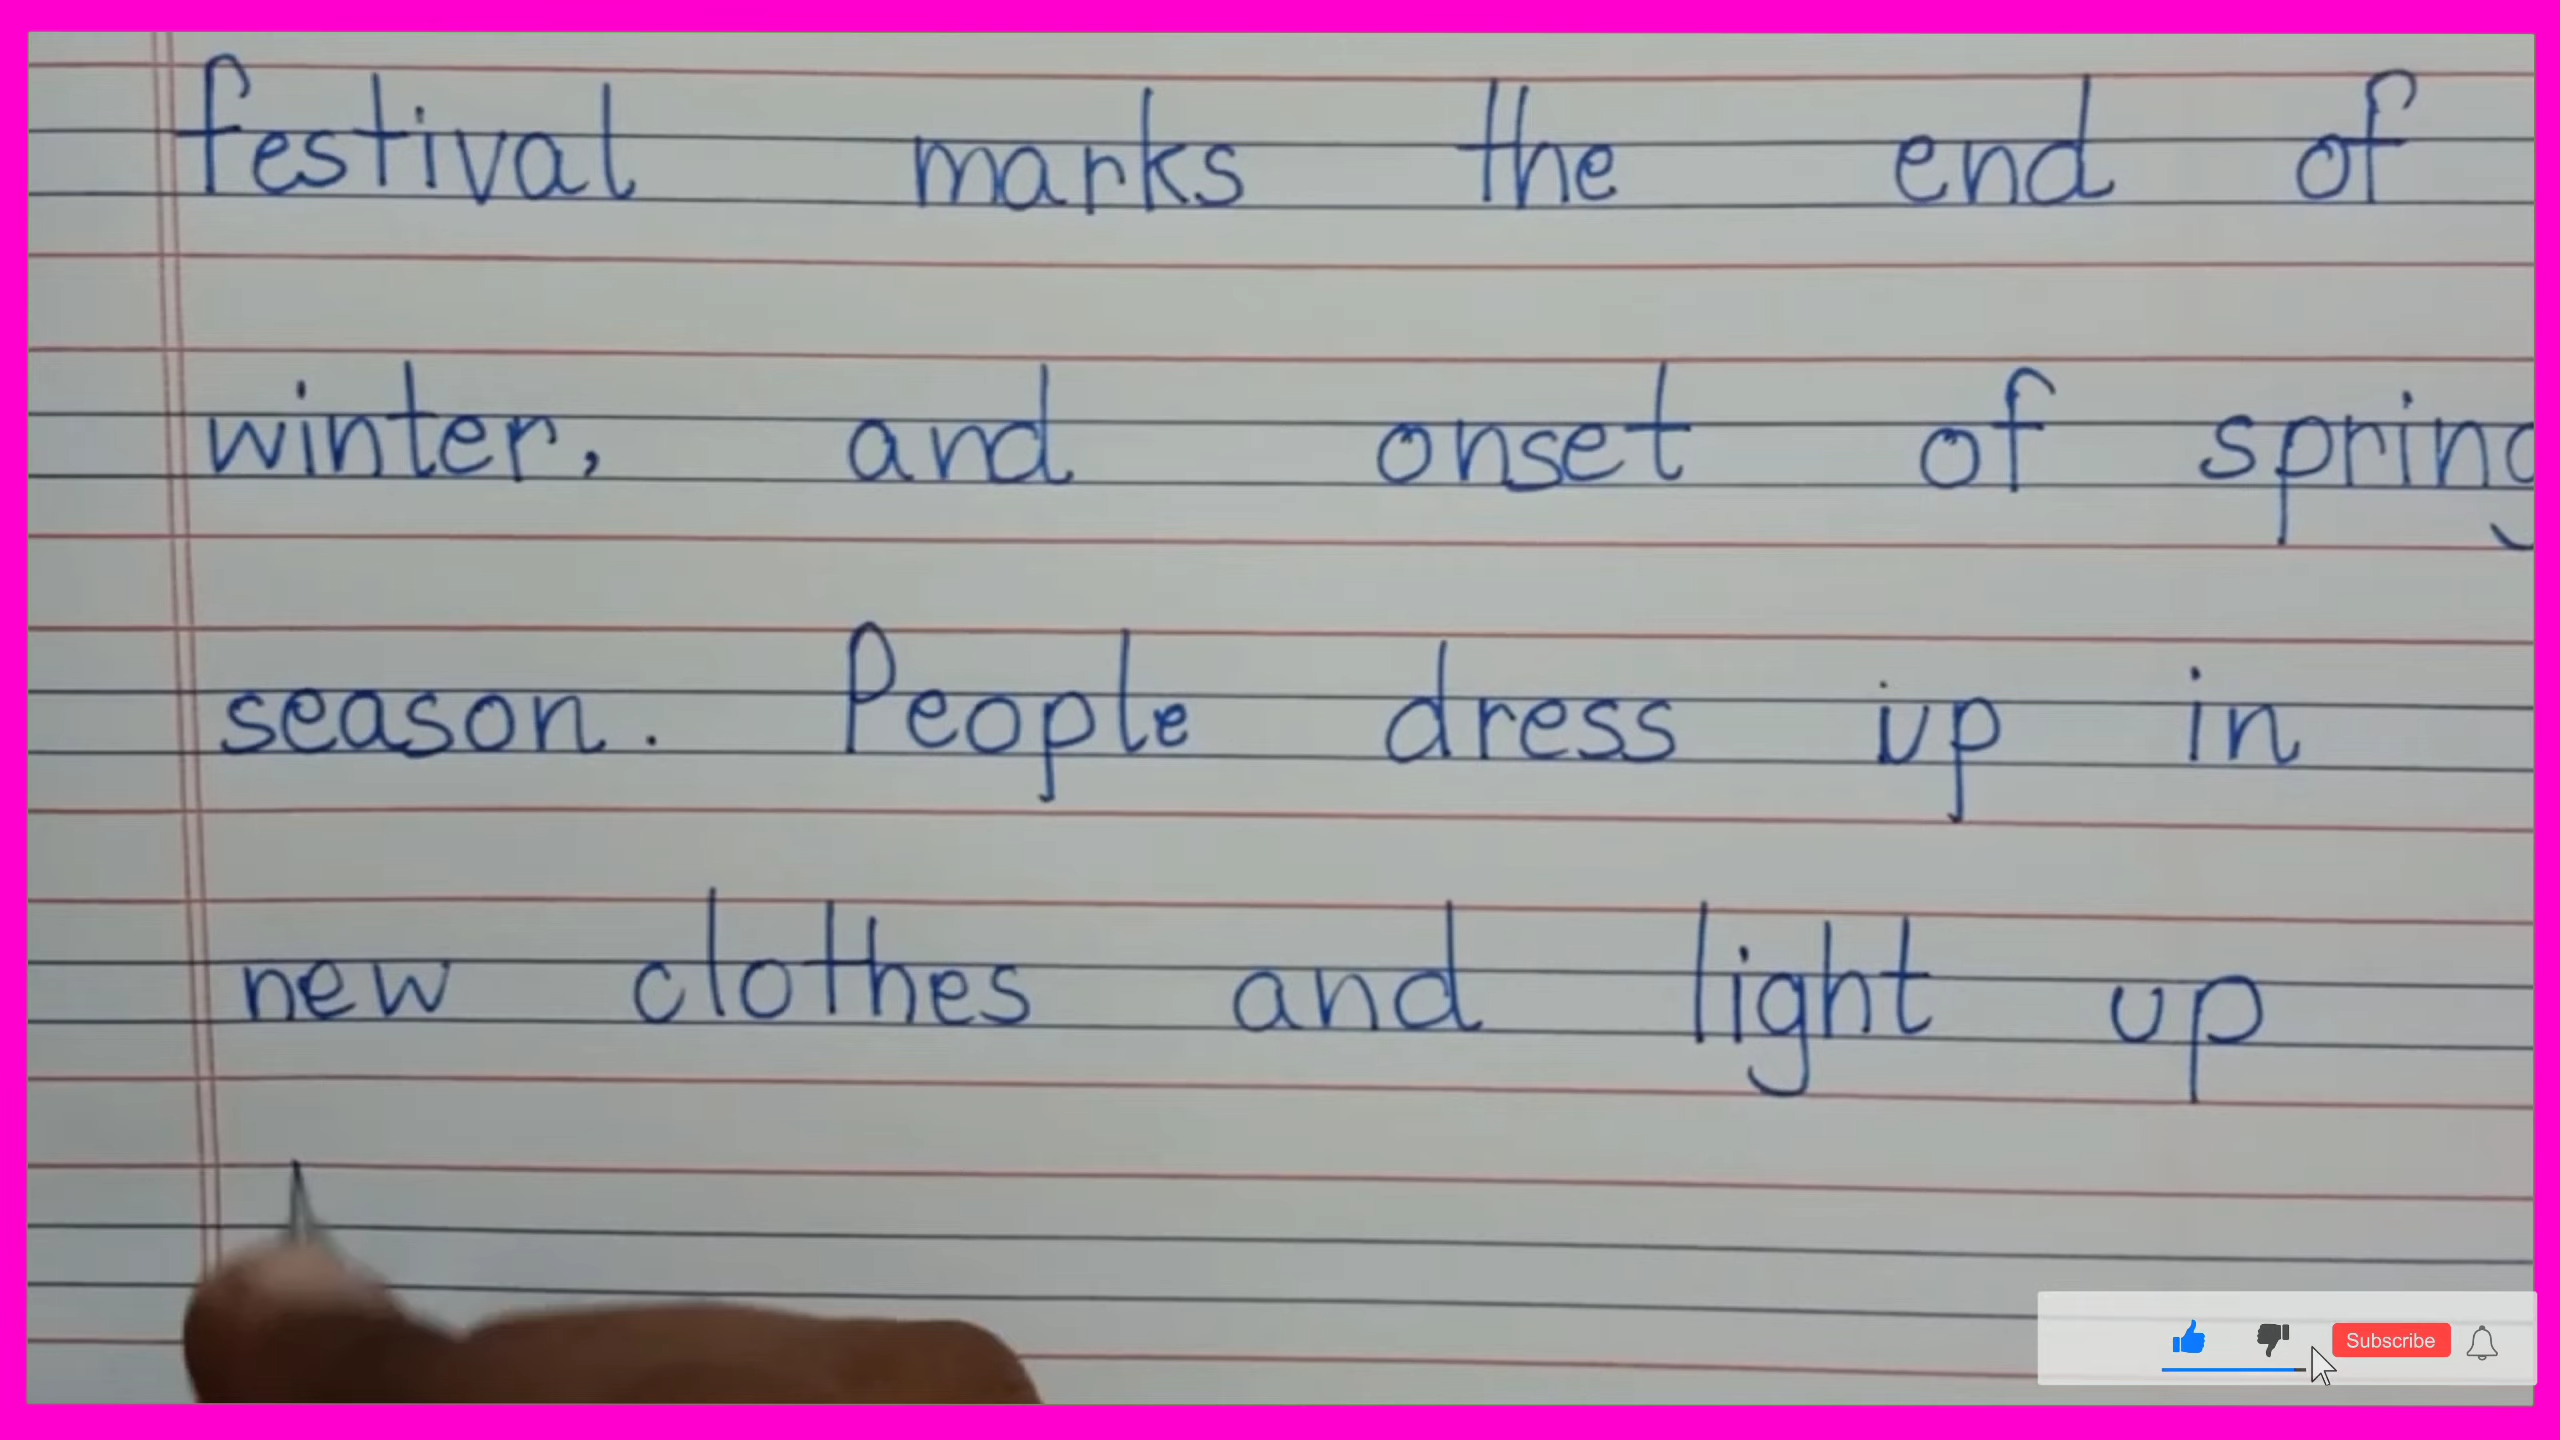 festival marks the end of
winter, and onset of spring
season. People dress up in
new clothes and light up
Subscribe